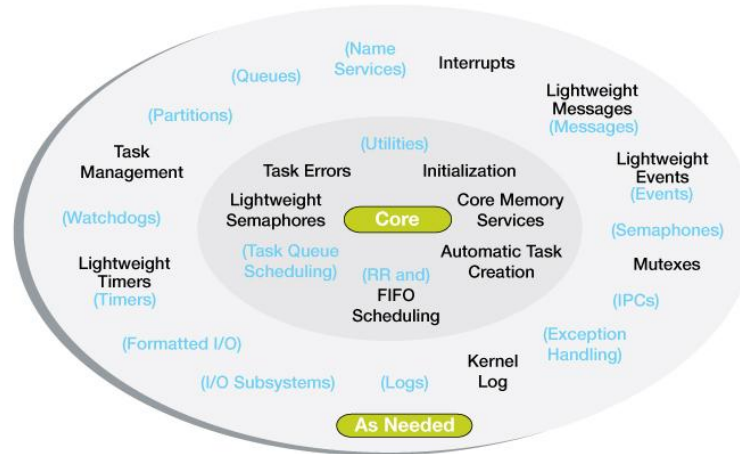 (Name
Services)
Interrupts
(Queues)
Lightweight
Messages
(Messages)
(Partitions)
(Utilities)
Task
Management
Task Errors
Initialization
Lightweight
Events
(Events)
Lightweight
Semaphores
Core
Core Memory
Services
(Watchdogs)
(Semaphones)
(Task Queue
Scheduling)
Automatic Task
Creation
Lightweight
Timers
(Timers)
(RR and)
FIFO
Scheduling
Mutexes
(IPCs)
(Formatted I/O)
(Exception
Handling)
(I/O Subsystems)
(Logs)
Kernel
Log
As Needed